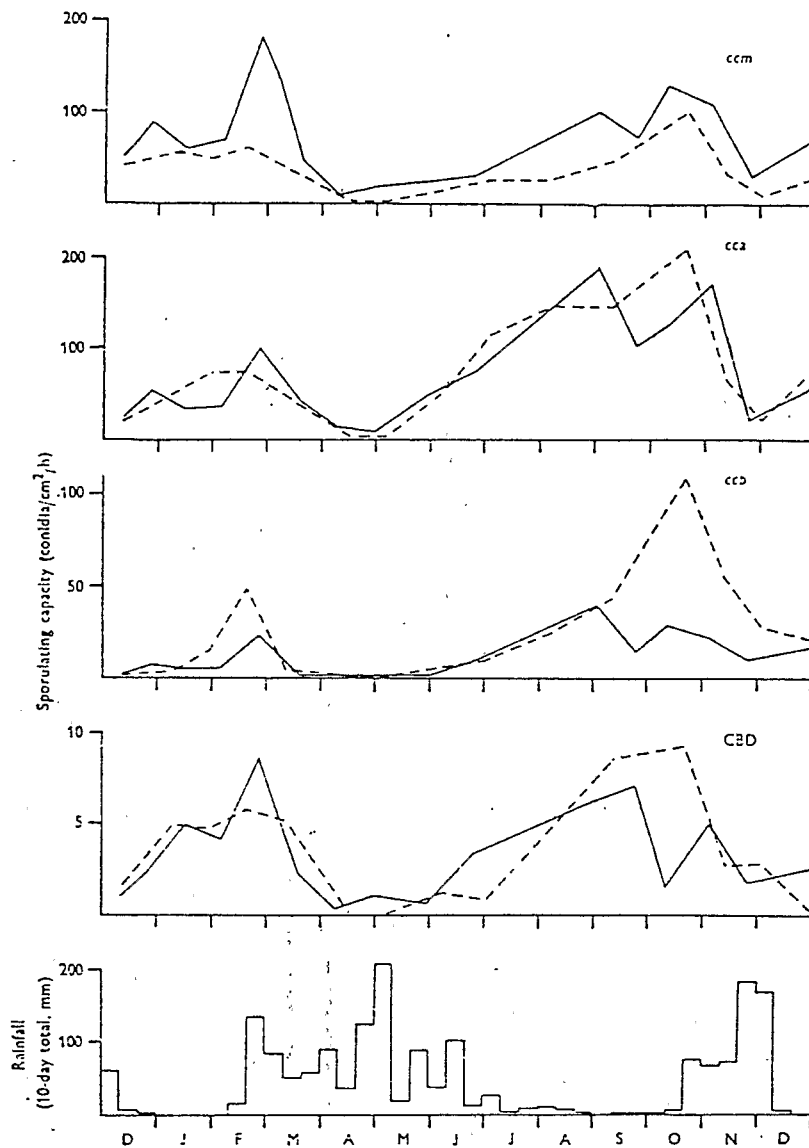 200
100
ccm
200
100
cca
100
50
ccb
Sporulating capacity (conidia/cm²/h)
10
5
CBD
200
100
Rainfall
(10-day total, mm)
D J F M A M J J A S O N D